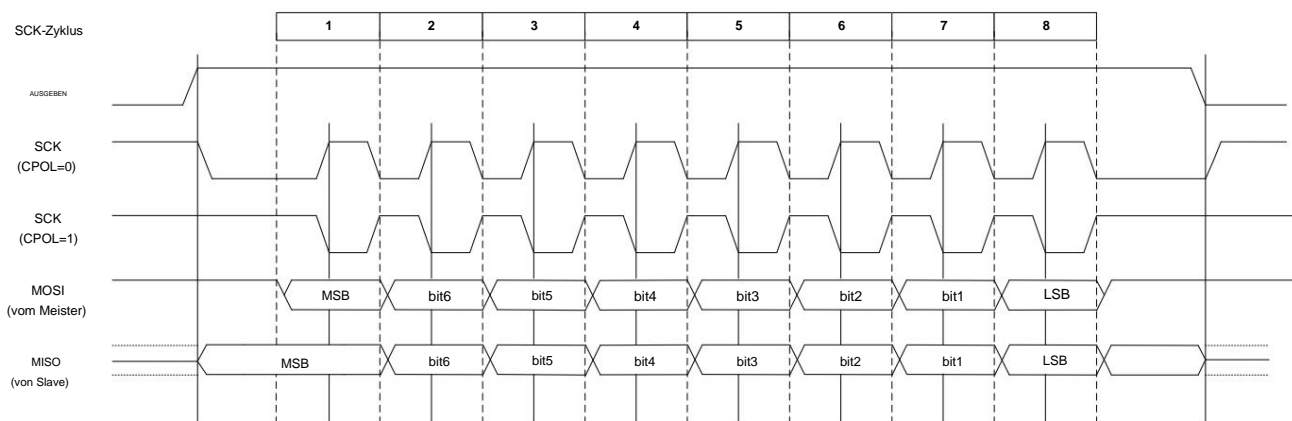 SCK-Zyklus 1 2 3 4 5 6 7 8
AUSGEBEN
SCK
(CPOL=0)
SCK
(CPOL=1)
MOSI
(vom Meister)
MSB bit6 bit5 bit4 bit3 bit2 bit1 LSB
MISO
(von Slave)
MSB bit6 bit5 bit4 bit3 bit2 bit1 LSB